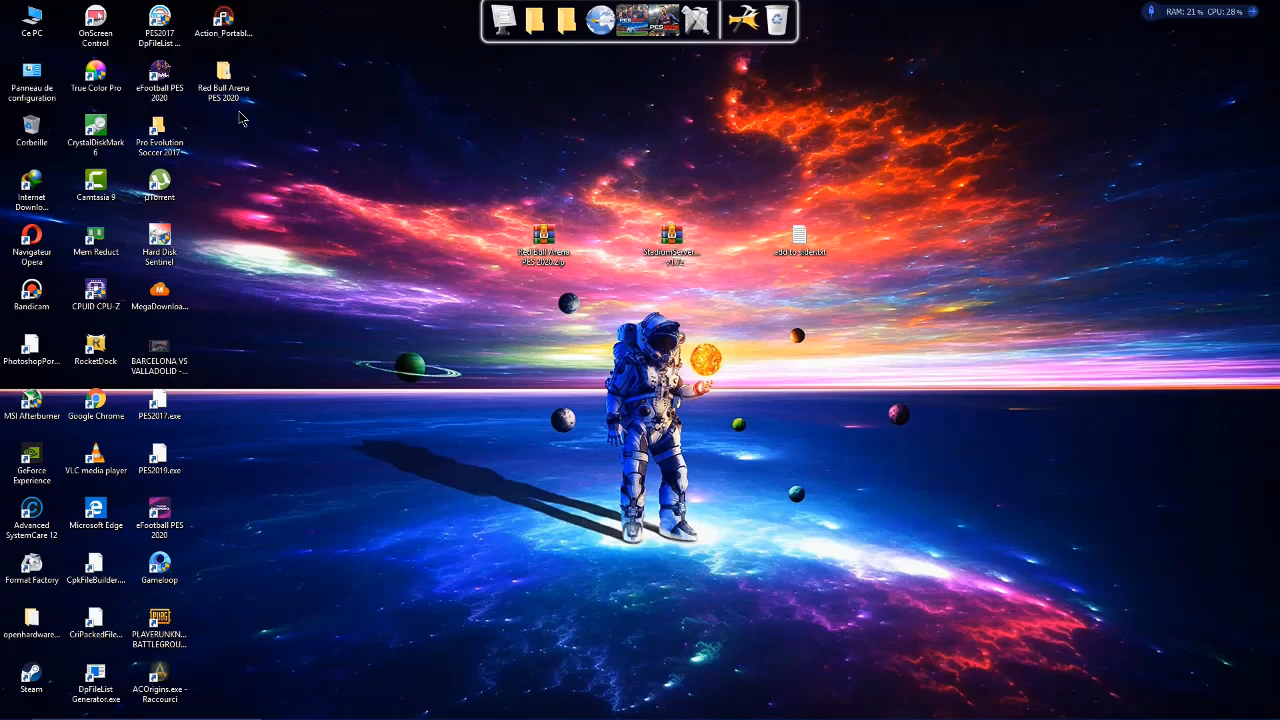 RAM: 21 % CPU: 28 %
Ce PC
OnScreen
Control
PES2017
DpFileList ...
Action_Portabl...
Panneau de
configuration
True Color Pro
eFootball PES
2020
Red Bull Arena
PES 2020
Corbeille
CrystalDiskMark
6
Pro Evolution
Soccer 2017
Internet
Downlo...
Camtasia 9
µTorrent
Navigateur
Opera
Mem Reduct
Hard Disk
Sentinel
Red Bull Arena
PES 2020.zip
StadiumServer...
- v1.72
add to sider.txt
Bandicam
CPUID CPU-Z
MegaDownloa...
PhotoshopPor...
RocketDock
BARCELONA VS
VALLADOLID -...
MSI Afterburner
Google Chrome
PES2017.exe
GeForce
Experience
VLC media player
PES2019.exe
Advanced
SystemCare 12
Microsoft Edge
eFootball PES
2020
Format Factory
CpkFileBuilder....
Gameloop
openhardware...
CriPackedFile...
PLAYERUNKN...
BATTLEGROU...
Steam
DpFileList
Generator.exe
ACOrigins.exe -
Raccourci